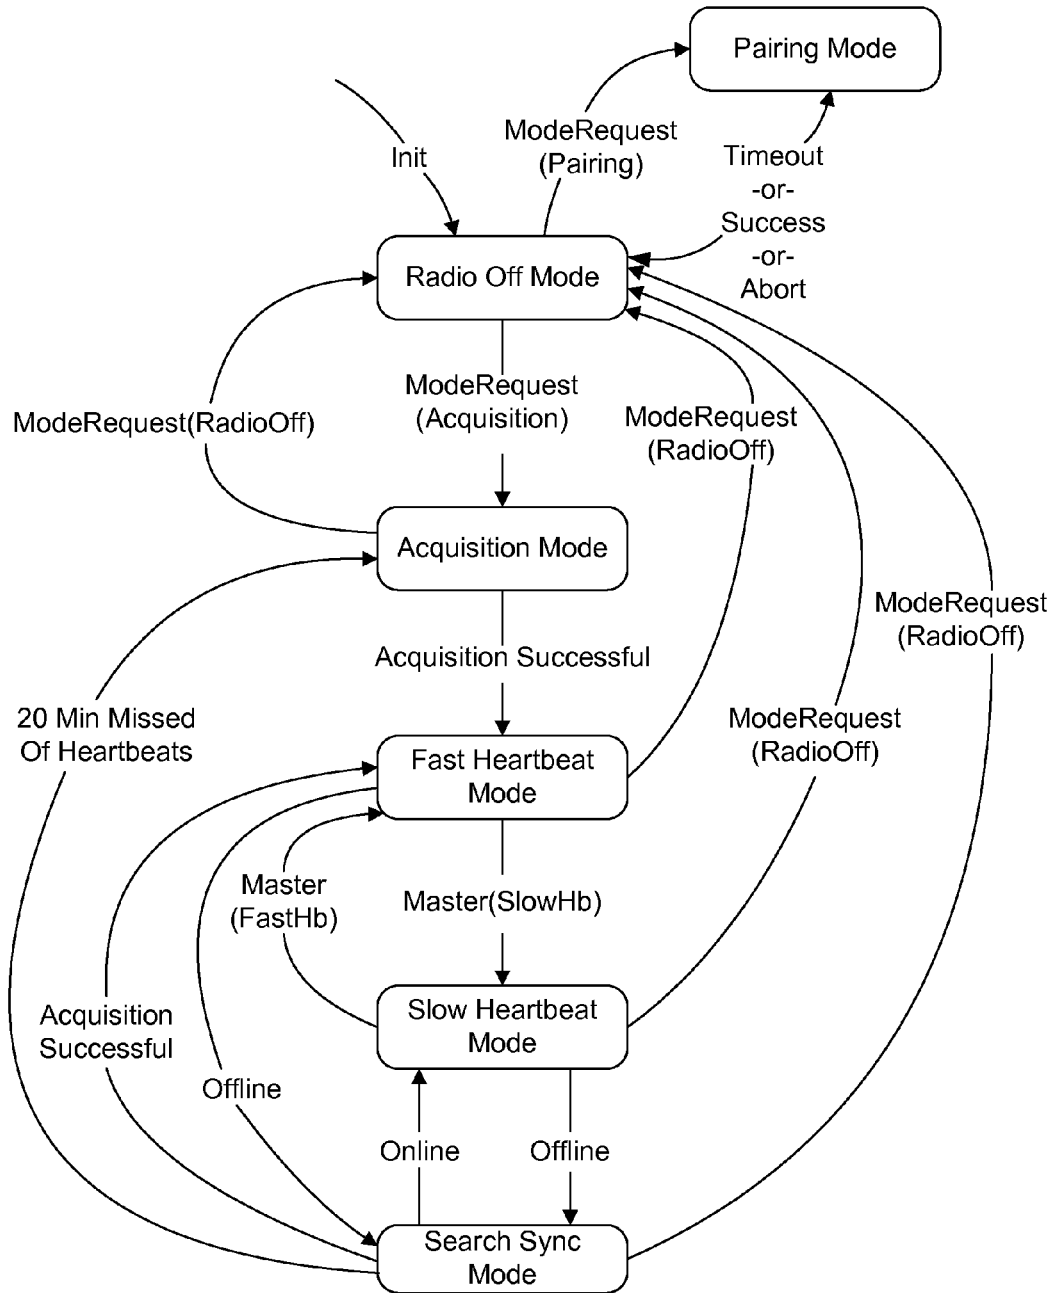 Pairing Mode
ModeRequest
(Pairing)
Init
Timeout
-or-
Success
-or-
Abort
Radio Off Mode
ModeRequest
(Acquisition)
ModeRequest(RadioOff)
ModeRequest
(RadioOff)
Acquisition Mode
ModeRequest
(RadioOff)
Acquisition Successful
20 Min Missed
Of Heartbeats
ModeRequest
(RadioOff)
Fast Heartbeat
Mode
Master
(FastHb)
Master(SlowHb)
Acquisition
Successful
Slow Heartbeat
Mode
Offline
Online
Offline
Search Sync
Mode